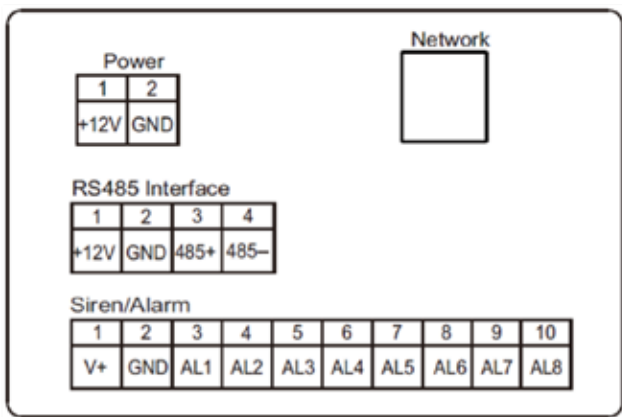 Network
Power
1 2
+12V GND
RS485 Interface
1 2 3 4
+12V GND 485+ 485–
Siren/Alarm
1 2 3 4 5 6 7 8 9 10
V+ GND AL1 AL2 AL3 AL4 AL5 AL6 AL7 AL8